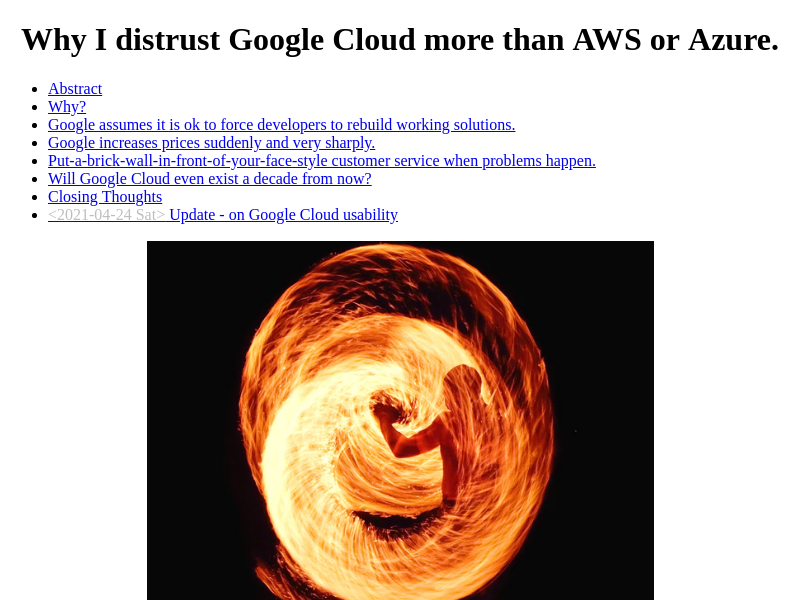 Why I distrust Google Cloud more than AWS or Azure.
Abstract
Why?
Google assumes it is ok to force developers to rebuild working solutions.
Google increases prices suddenly and very sharply.
Put-a-brick-wall-in-front-of-your-face-style customer service when problems happen.
Will Google Cloud even exist a decade from now?
Closing Thoughts
<2021-04-24 Sat> Update - on Google Cloud usability